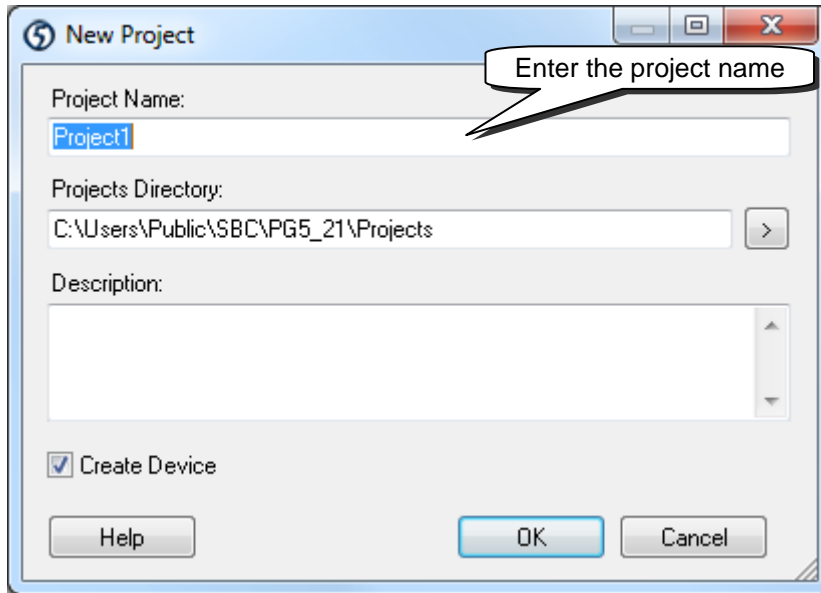 New Project
Enter the project name
Project Name:
Project1
Projects Directory:
C:\Users\Public\SBC\PG5_21\Projects
>
Description:
Create Device
Help
OK
Cancel